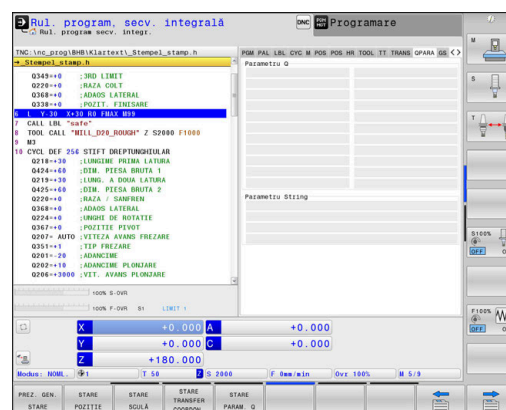 Rul. program, secv. integrală
Rul. program, secv. integr.
DNC
Programare
TNC:\nc_prog\BHB\Klartext\_Stempel_stamp.h
→_Stempel_stamp.h
Q349=+0 ;3RD LIMIT
Q220=+0 ;RAZA COLT
Q368=+0 ;ADAOS LATERAL
Q338=+0 ;POZIT. FINISARE
6 L Y-30 X+30 R0 FMAX M99
7 CALL LBL "safe"
8 TOOL CALL "MILL_D20_ROUGH" Z S2000 F1000
9 M3
10 CYCL DEF 256 STIFT DREPTUNGHIULAR
Q218=+30 ;LUNGIME PRIMA LATURA
Q424=+60 ;DIM. PIESA BRUTA 1
Q219=+30 ;LUNG. A DOUA LATURA
Q425=+60 ;DIM. PIESA BRUTA 2
Q220=+0 ;RAZA / SANFREN
Q368=+0 ;ADAOS LATERAL
Q224=+0 ;UNGHI DE ROTATIE
Q367=+0 ;POZITIE PIVOT
Q207= AUTO ;VITEZA AVANS FREZARE
Q351=+1 ;TIP FREZARE
Q201=-20 ;ADANCIME
Q202=+10 ;ADANCIME PLONJARE
Q206=+3000 ;VIT. AVANS PLONJARE
100% S-OVR
100% F-OVR S1 LIMIT 1
PGM PAL LBL CYC M POS POS HR TOOL TT TRANS QPARA GS
Parametru Q
Parametru String
X +0.000 A +0.000
Y +0.000 C +0.000
Z +180.000
Modus: NOML. 1 T 50 Z S 2000 F 0mm/min Ovr 100% M 5/9
PREZ. GEN. STARE
STARE POZITIE
STARE SCULĂ
STARE TRANSFER COORDON.
STARE PARAM. Q
M
S
T
S100%
OFF
F100%
OFF